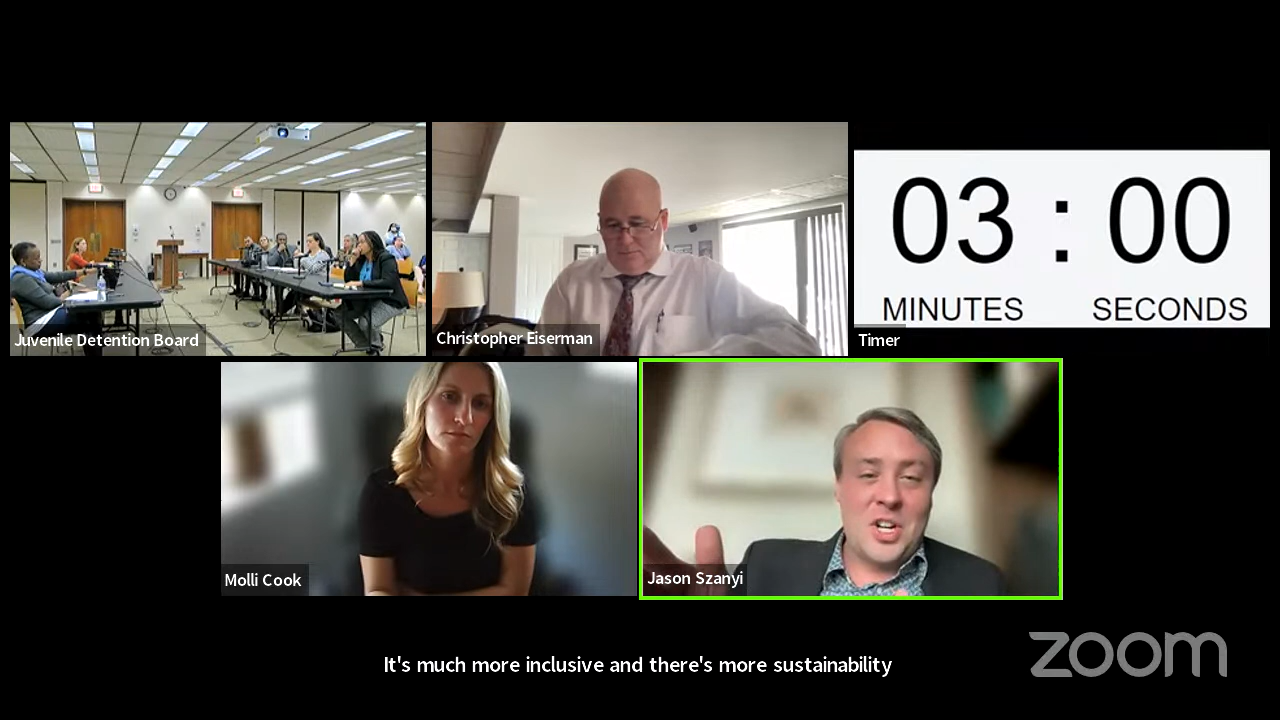 Juvenile Detention Board
Christopher Eiserman
03 : 00
MINUTES SECONDS
Timer
Molli Cook
Jason Szanyi
It's much more inclusive and there's more sustainability
zoom